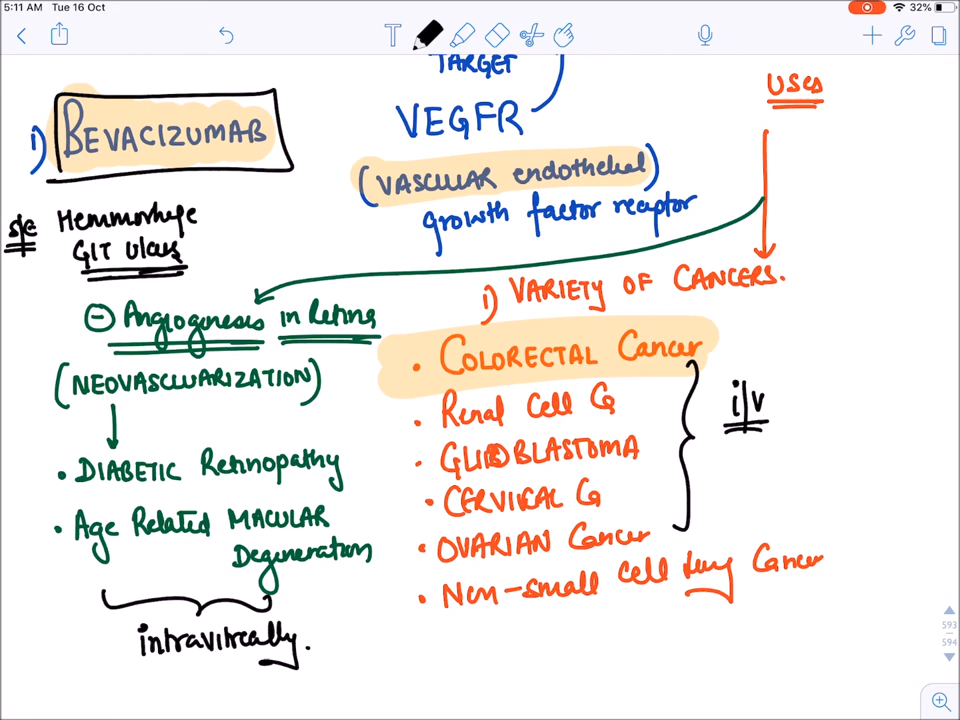 5:11 AM Tue 16 Oct
32%
TARGET
USES
1) BEVACIZUMAB
VEGFR
(VASCULAR endothelial)
growth factor receptor
S/E Hemmorhage
GIT Ulcers
1) VARIETY OF CANCERS.
⊖ Angiogenesis in Retina
(NEOVASCULARIZATION)
• COLORECTAL Cancer
• Renal Cell Ca
• GLIOBLASTOMA
• CERVICAL Ca
• OVARIAN Cancer
• Non-small Cell lung Cancer
i/v
• DIABETIC Retinopathy
• Age Related MACULAR
Degeneration
intravitreally.
593
594